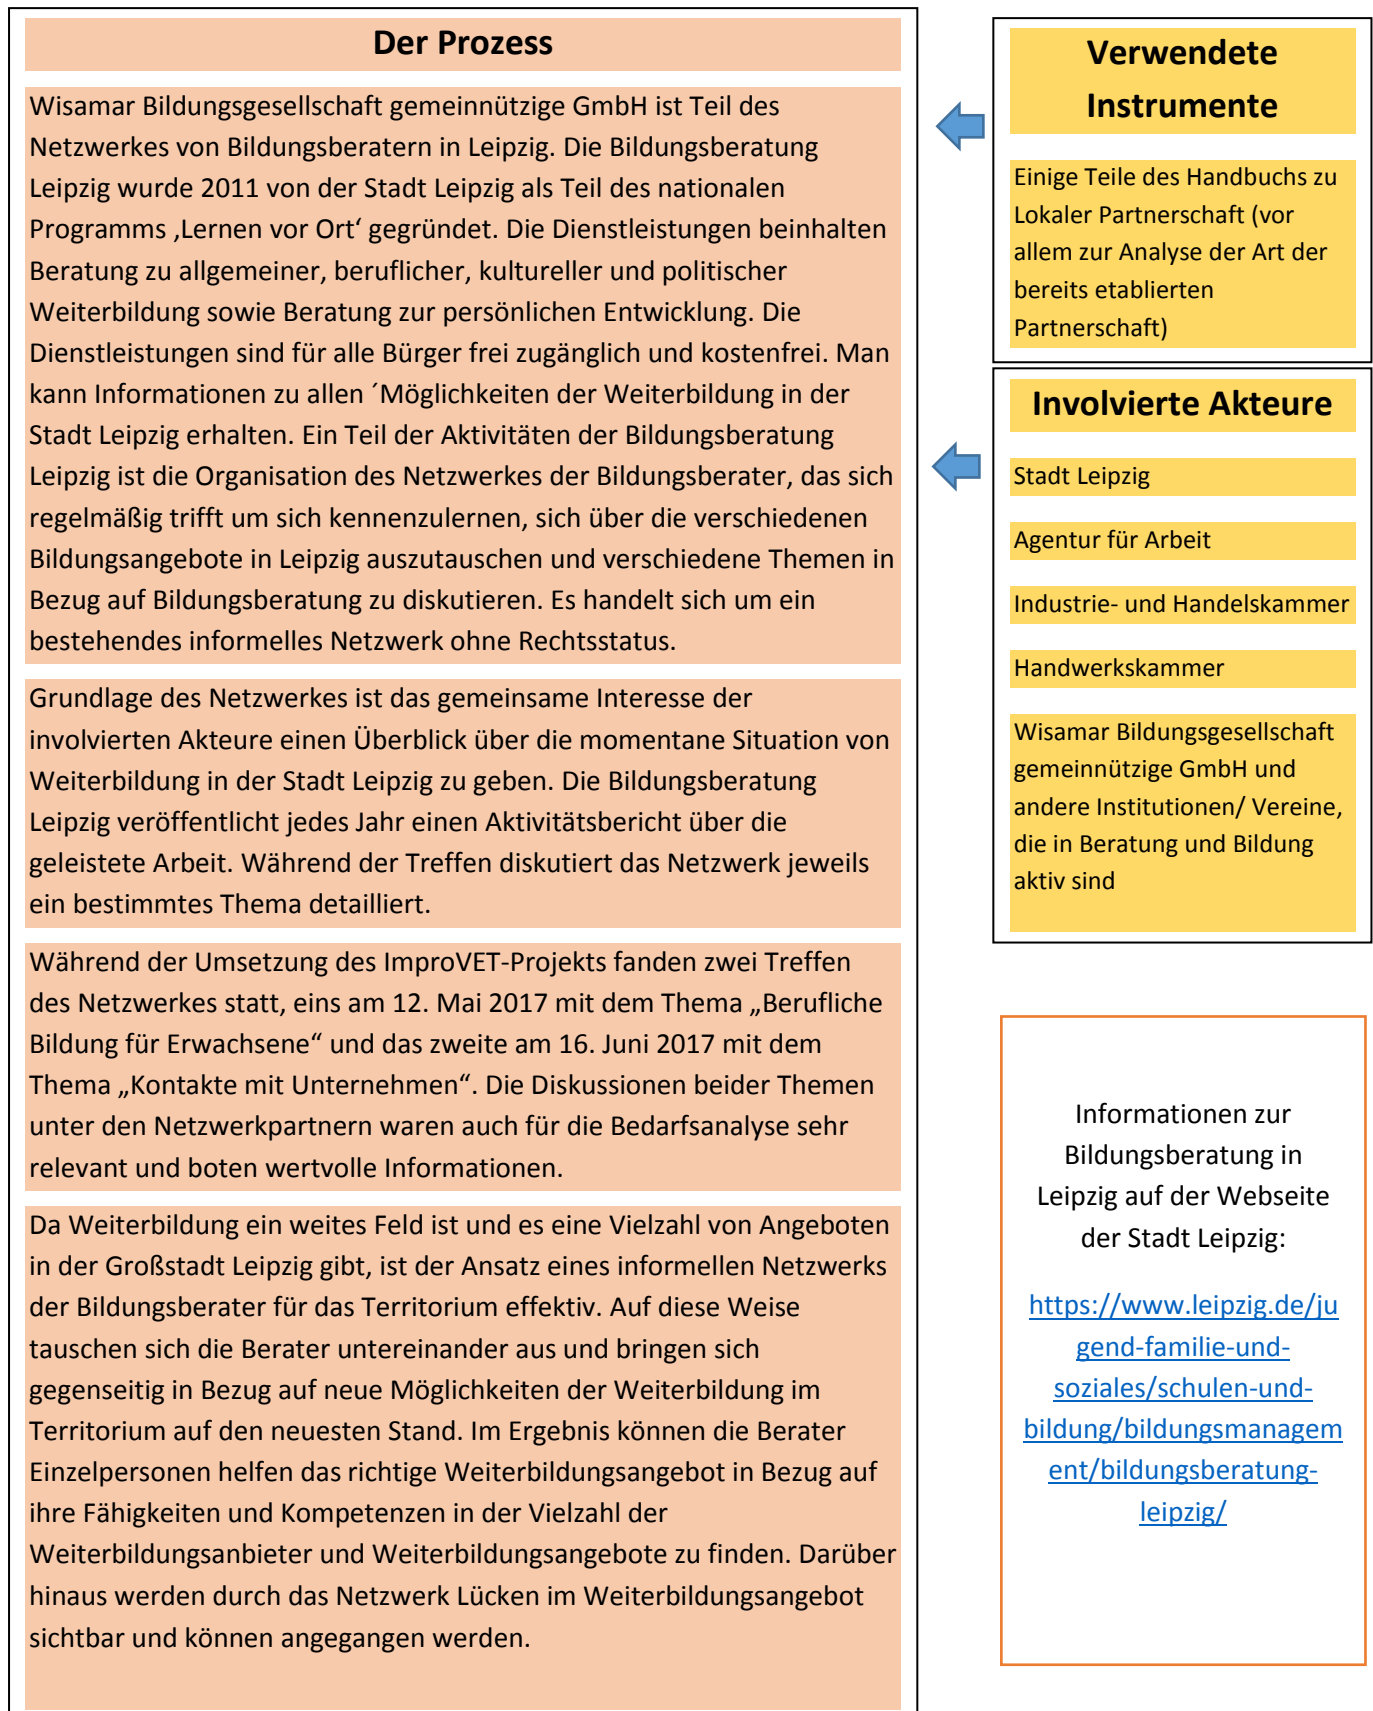 Der Prozess
Wisamar Bildungsgesellschaft gemeinnützige GmbH ist Teil des
Netzwerkes von Bildungsberatern in Leipzig. Die Bildungsberatung
Leipzig wurde 2011 von der Stadt Leipzig als Teil des nationalen
Programms ‚Lernen vor Ort‘ gegründet. Die Dienstleistungen beinhalten
Beratung zu allgemeiner, beruflicher, kultureller und politischer
Weiterbildung sowie Beratung zur persönlichen Entwicklung. Die
Dienstleistungen sind für alle Bürger frei zugänglich und kostenfrei. Man
kann Informationen zu allen ´Möglichkeiten der Weiterbildung in der
Stadt Leipzig erhalten. Ein Teil der Aktivitäten der Bildungsberatung
Leipzig ist die Organisation des Netzwerkes der Bildungsberater, das sich
regelmäßig trifft um sich kennenzulernen, sich über die verschiedenen
Bildungsangebote in Leipzig auszutauschen und verschiedene Themen in
Bezug auf Bildungsberatung zu diskutieren. Es handelt sich um ein
bestehendes informelles Netzwerk ohne Rechtsstatus.
Grundlage des Netzwerkes ist das gemeinsame Interesse der
involvierten Akteure einen Überblick über die momentane Situation von
Weiterbildung in der Stadt Leipzig zu geben. Die Bildungsberatung
Leipzig veröffentlicht jedes Jahr einen Aktivitätsbericht über die
geleistete Arbeit. Während der Treffen diskutiert das Netzwerk jeweils
ein bestimmtes Thema detailliert.
Während der Umsetzung des ImproVET-Projekts fanden zwei Treffen
des Netzwerkes statt, eins am 12. Mai 2017 mit dem Thema „Berufliche
Bildung für Erwachsene“ und das zweite am 16. Juni 2017 mit dem
Thema „Kontakte mit Unternehmen“. Die Diskussionen beider Themen
unter den Netzwerkpartnern waren auch für die Bedarfsanalyse sehr
relevant und boten wertvolle Informationen.
Da Weiterbildung ein weites Feld ist und es eine Vielzahl von Angeboten
in der Großstadt Leipzig gibt, ist der Ansatz eines informellen Netzwerks
der Bildungsberater für das Territorium effektiv. Auf diese Weise
tauschen sich die Berater untereinander aus und bringen sich
gegenseitig in Bezug auf neue Möglichkeiten der Weiterbildung im
Territorium auf den neuesten Stand. Im Ergebnis können die Berater
Einzelpersonen helfen das richtige Weiterbildungsangebot in Bezug auf
ihre Fähigkeiten und Kompetenzen in der Vielzahl der
Weiterbildungsanbieter und Weiterbildungsangebote zu finden. Darüber
hinaus werden durch das Netzwerk Lücken im Weiterbildungsangebot
sichtbar und können angegangen werden.
Verwendete
Instrumente
Einige Teile des Handbuchs zu
Lokaler Partnerschaft (vor
allem zur Analyse der Art der
bereits etablierten
Partnerschaft)
Involvierte Akteure
Stadt Leipzig
Agentur für Arbeit
Industrie- und Handelskammer
Handwerkskammer
Wisamar Bildungsgesellschaft
gemeinnützige GmbH und
andere Institutionen/ Vereine,
die in Beratung und Bildung
aktiv sind
Informationen zur
Bildungsberatung in
Leipzig auf der Webseite
der Stadt Leipzig:
https://www.leipzig.de/ju
gend-familie-und-
soziales/schulen-und-
bildung/bildungsmanagem
ent/bildungsberatung-
leipzig/